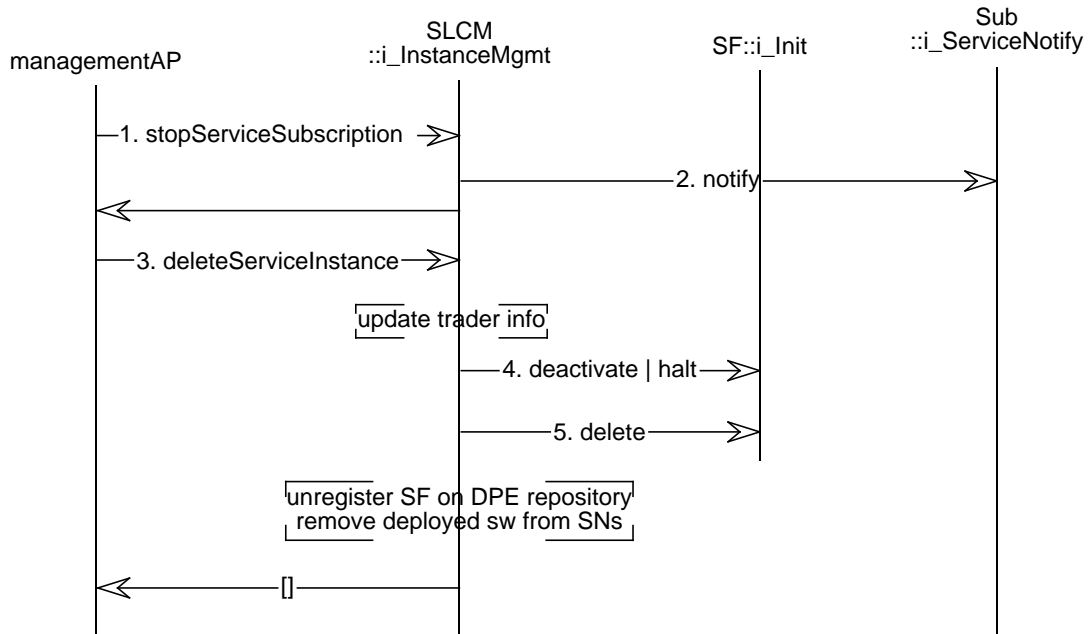 managementAP
SLCM
::i_InstanceMgmt
SF::i_Init
Sub
::i_ServiceNotify
1. stopServiceSubscription
2. notify
3. deleteServiceInstance
update trader info
4. deactivate | halt
5. delete
unregister SF on DPE repository
remove deployed sw from SNs
[]